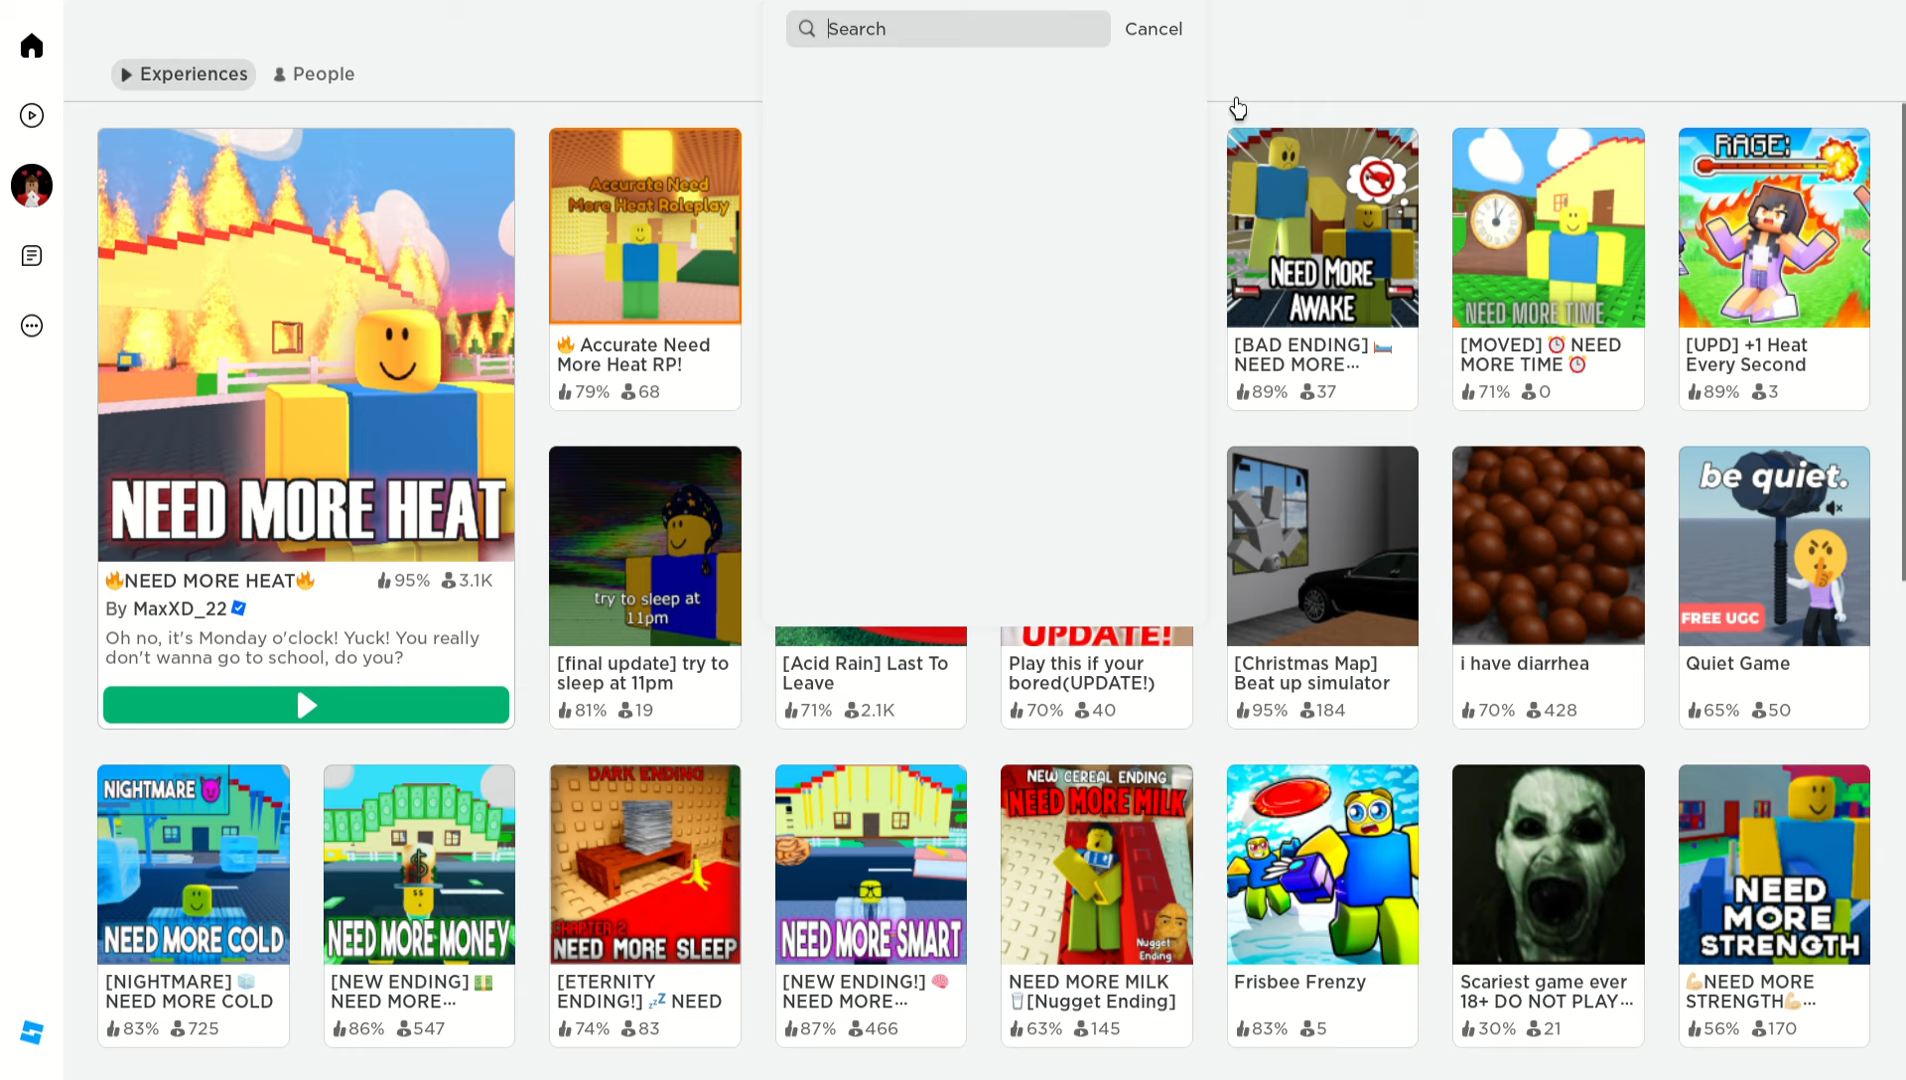 Search
Cancel
Experiences
People
NEED MORE HEAT
🔥NEED MORE HEAT🔥
95% 3.1K
By MaxXD_22
Oh no, it's Monday o'clock! Yuck! You really
don't wanna go to school, do you?
Accurate Need
More Heat Roleplay
🔥 Accurate Need
More Heat RP!
79% 68
NEED MORE
AWAKE
[BAD ENDING] 🛏️
NEED MORE...
89% 37
NEED MORE TIME
[MOVED] ⏰ NEED
MORE TIME ⏰
71% 0
RAGE:
[UPD] +1 Heat
Every Second
89% 3
try to sleep at
11pm
[final update] try to
sleep at 11pm
81% 19
[Acid Rain] Last To
Leave
71% 2.1K
UPDATE!
Play this if your
bored(UPDATE!)
70% 40
[Christmas Map]
Beat up simulator
95% 184
i have diarrhea
70% 428
be quiet.
FREE UGC
Quiet Game
65% 50
NIGHTMARE 😈
NEED MORE COLD
[NIGHTMARE] 🧊
NEED MORE COLD
83% 725
$
$$
NEED MORE MONEY
[NEW ENDING] 💵
NEED MORE...
86% 547
DARK ENDING
CHAPTER 2
NEED MORE SLEEP
[ETERNITY
ENDING!] 💤 NEED
74% 83
NEED MORE SMART
[NEW ENDING!] 🧠
NEED MORE...
87% 466
NEW CEREAL ENDING
NEED MORE MILK
Nugget
Ending
NEED MORE MILK
🥛[Nugget Ending]
63% 145
Frisbee Frenzy
83% 5
Scariest game ever
18+ DO NOT PLAY...
30% 21
NEED
MORE
STRENGTH
💪🏻NEED MORE
STRENGTH💪🏻...
56% 170